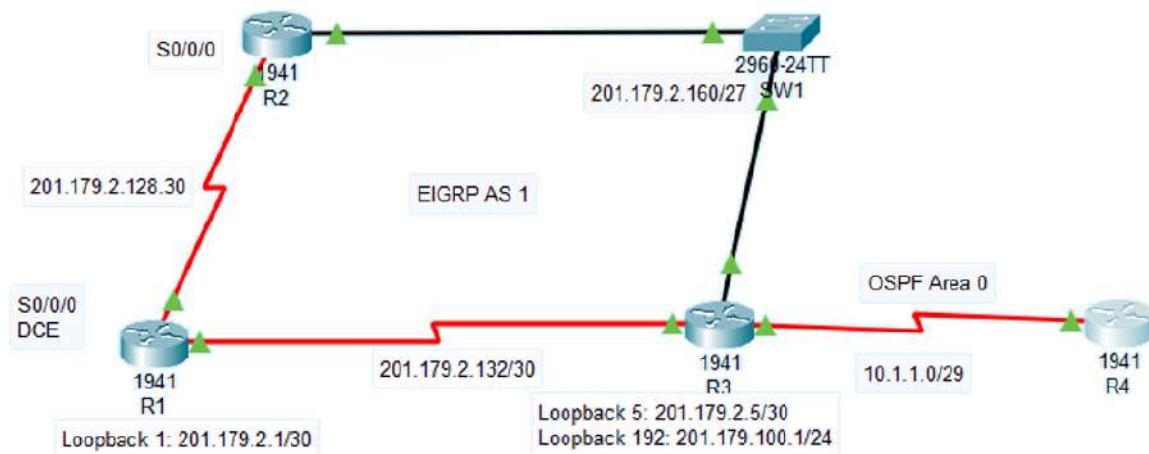 S0/0/0
1941
R2
2960-24TT
SW1
201.179.2.160/27
201.179.2.128.30
EIGRP AS 1
S0/0/0
DCE
OSPF Area 0
1941
R1
201.179.2.132/30
1941
R3
10.1.1.0/29
1941
R4
Loopback 1: 201.179.2.1/30
Loopback 5: 201.179.2.5/30
Loopback 192: 201.179.100.1/24